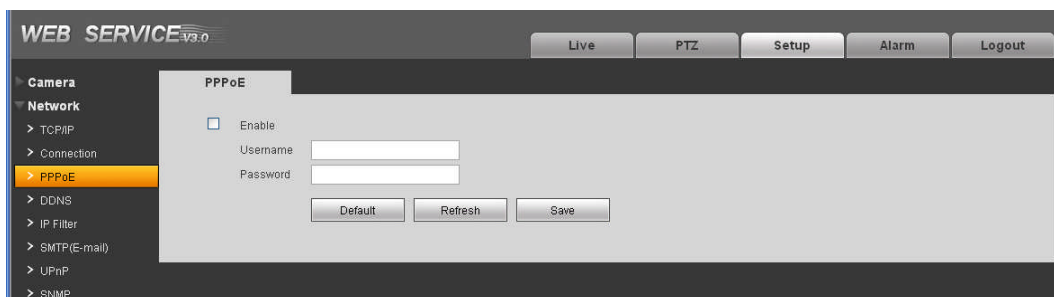 WEB SERVICE V3.0
Live PTZ Setup Alarm Logout
Camera
Network
> TCP/IP
> Connection
> PPPoE
> DDNS
> IP Filter
> SMTP(E-mail)
> UPnP
> SNMP
PPPoE
Enable
Username
Password
Default Refresh Save